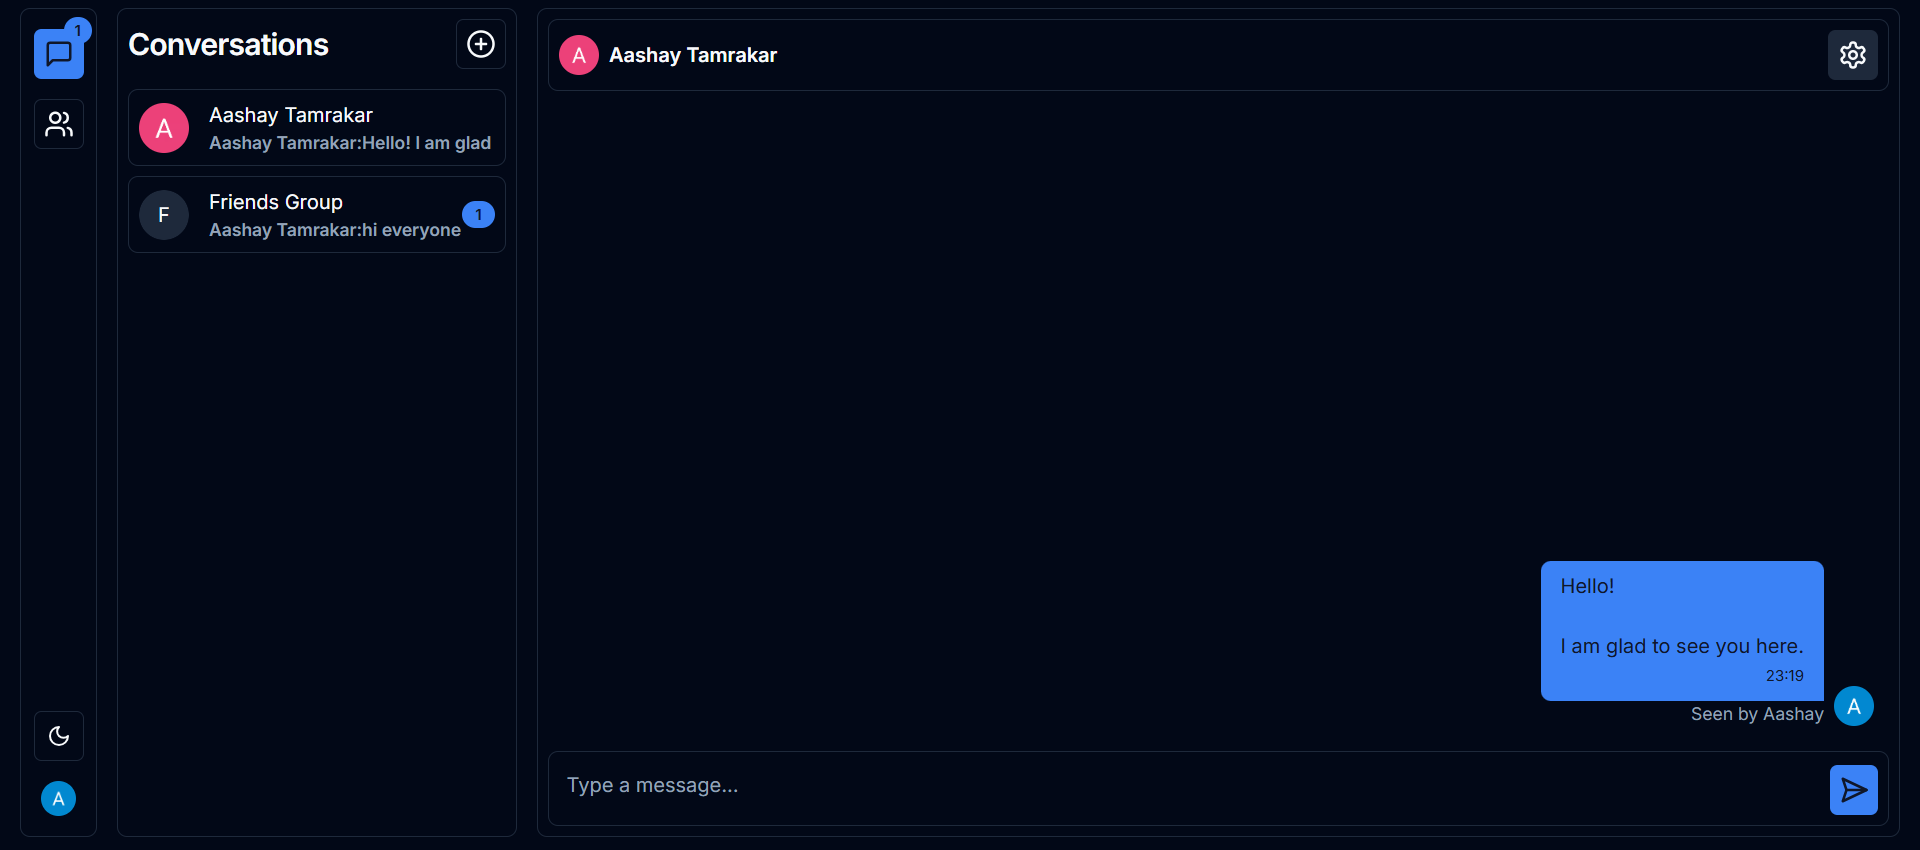 1
Conversations
A
Aashay Tamrakar
Aashay Tamrakar:Hello! I am glad
F
Friends Group
Aashay Tamrakar:hi everyone
1
A
A
Aashay Tamrakar
Hello!
I am glad to see you here.
23:19
Seen by Aashay
A
Type a message...